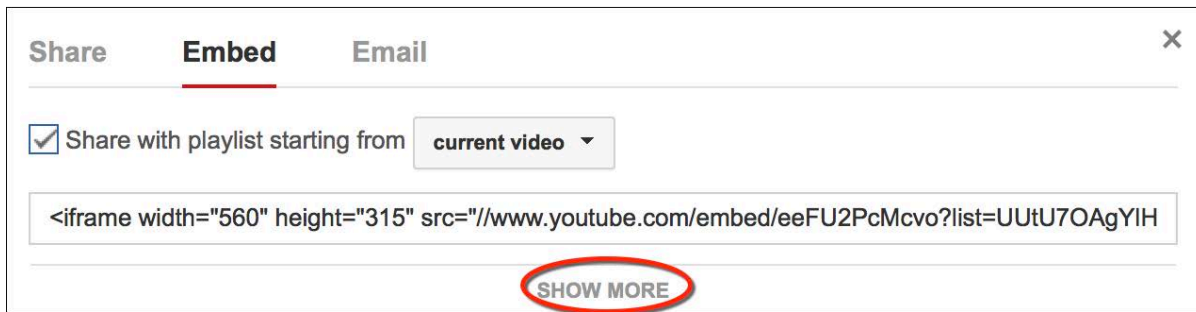 Share Embed Email ×
Share with playlist starting from current video
<iframe width="560" height="315" src="//www.youtube.com/embed/eeFU2PcMcvo?list=UUtU7OAgYlH
SHOW MORE